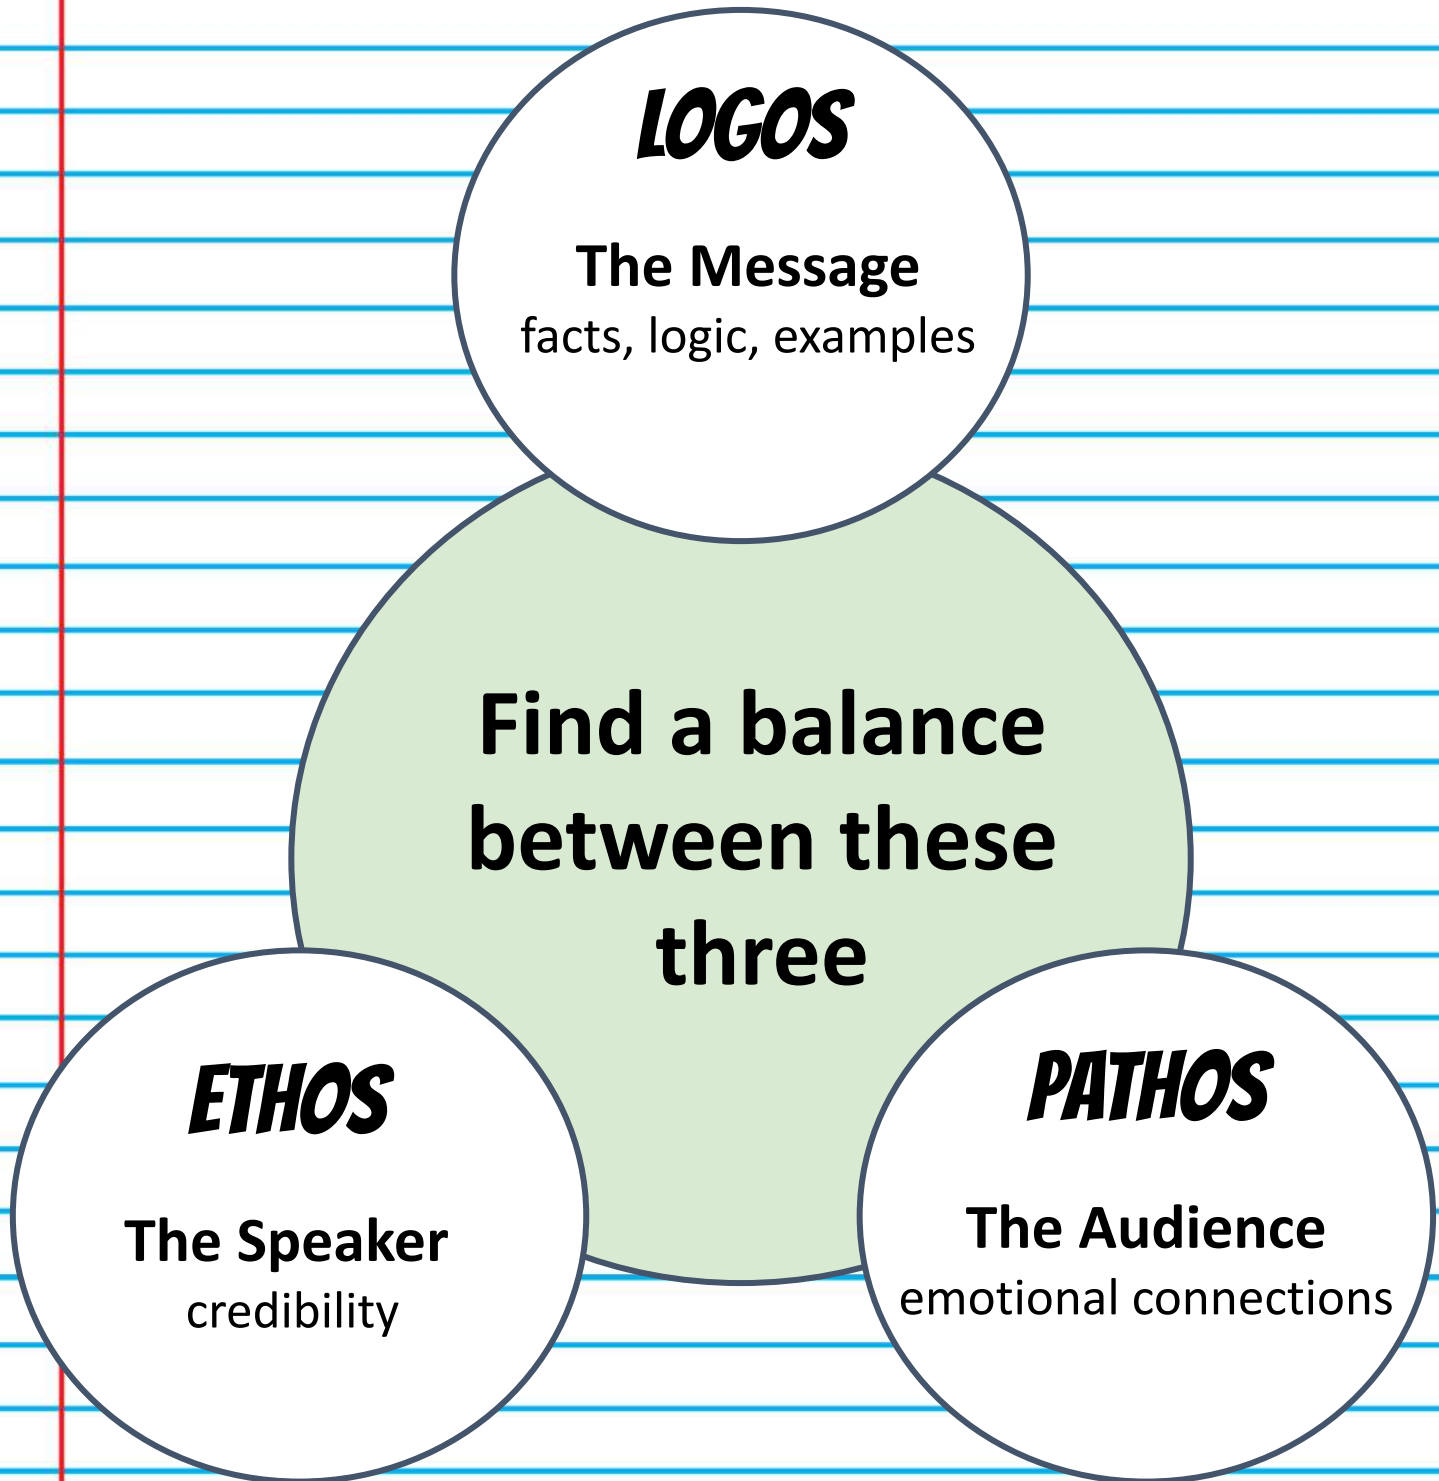 LOGOS
The Message
facts, logic, examples
Find a balance
between these
three
ETHOS
The Speaker
credibility
PATHOS
The Audience
emotional connections